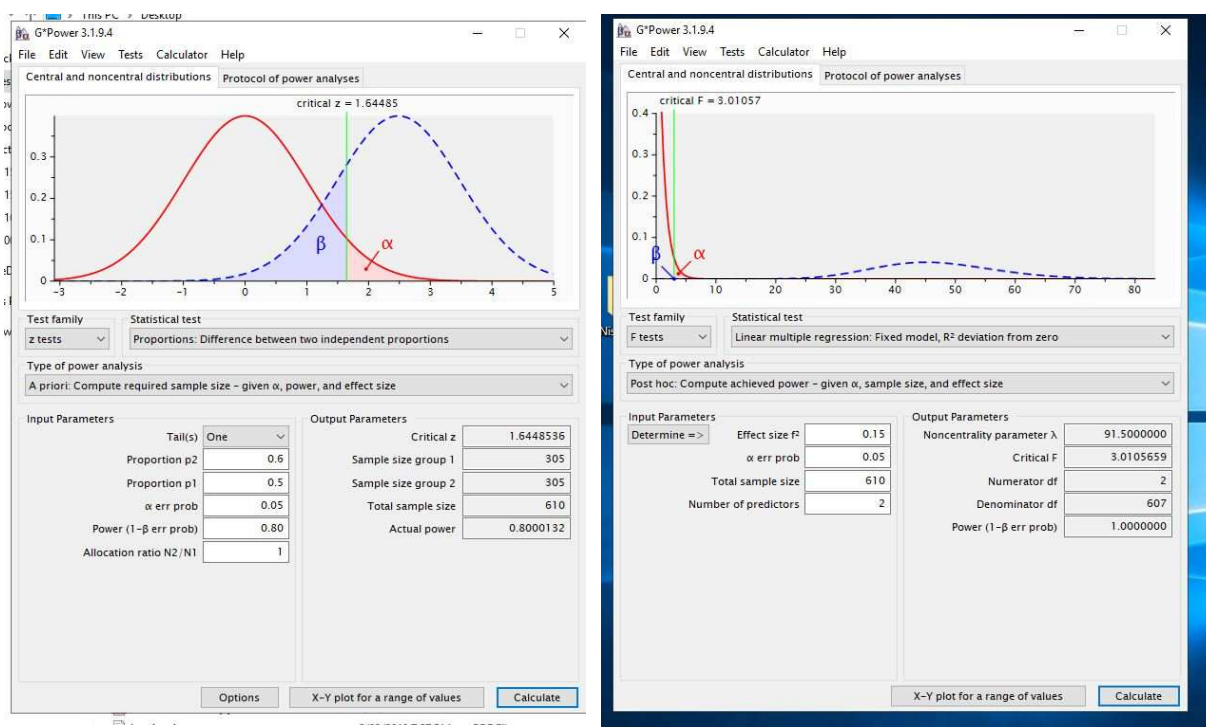 This PC > Desktop
G*Power 3.1.9.4
File Edit View Tests Calculator Help
Central and noncentral distributions Protocol of power analyses
critical z = 1.64485
0.3
0.2
0.1
0
β
α
-3 -2 -1 0 1 2 3 4 5
Test family Statistical test
z tests Proportions: Difference between two independent proportions
Type of power analysis
A priori: Compute required sample size – given α, power, and effect size
Input Parameters Output Parameters
Tail(s) One Critical z 1.6448536
Proportion p2 0.6 Sample size group 1 305
Proportion p1 0.5 Sample size group 2 305
α err prob 0.05 Total sample size 610
Power (1-β err prob) 0.80 Actual power 0.8000132
Allocation ratio N2/N1 1
Options X-Y plot for a range of values Calculate
G*Power 3.1.9.4
File Edit View Tests Calculator Help
Central and noncentral distributions Protocol of power analyses
critical F = 3.01057
0.4
0.3
0.2
0.1
0
β
α
0 10 20 30 40 50 60 70 80
Test family Statistical test
F tests Linear multiple regression: Fixed model, R² deviation from zero
Type of power analysis
Post hoc: Compute achieved power – given α, sample size, and effect size
Input Parameters Output Parameters
Determine => Effect size f² 0.15 Noncentrality parameter λ 91.5000000
α err prob 0.05 Critical F 3.0105659
Total sample size 610 Numerator df 2
Number of predictors 2 Denominator df 607
Power (1-β err prob) 1.0000000
X-Y plot for a range of values Calculate